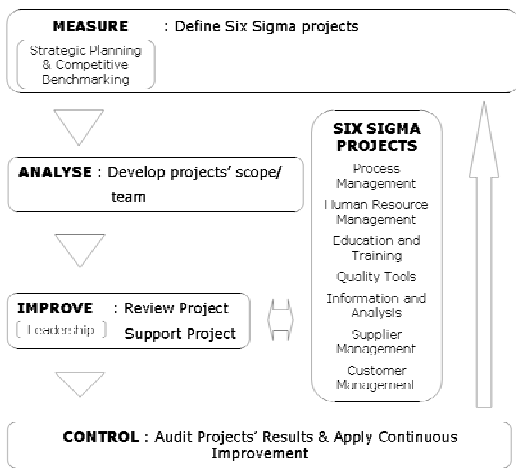 MEASURE : Define Six Sigma projects
Strategic Planning
& Competitive
Benchmarking
ANALYSE : Develop projects' scope/
team
IMPROVE : Review Project
Leadership Support Project
SIX SIGMA
PROJECTS
Process
Management
Human Resource
Management
Education and
Training
Quality Tools
Information and
Analysis
Supplier
Management
Customer
Management
CONTROL : Audit Projects' Results & Apply Continuous
Improvement